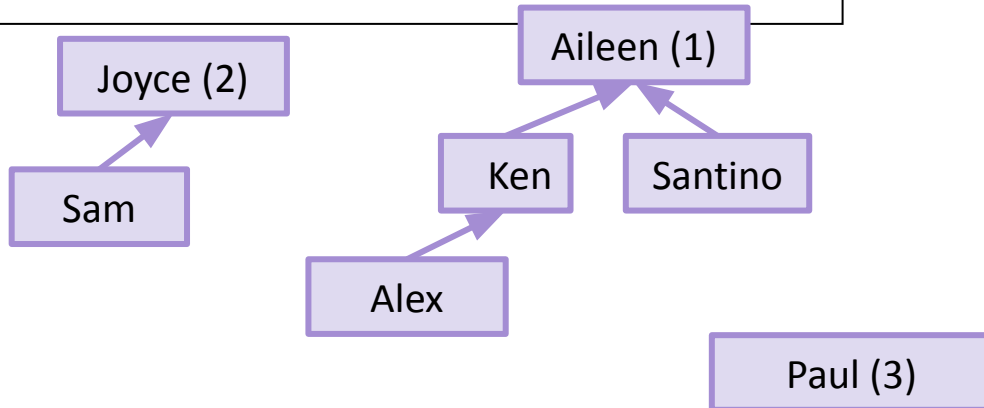 Aileen (1)
Joyce (2)
Ken
Santino
Sam
Alex
Paul (3)